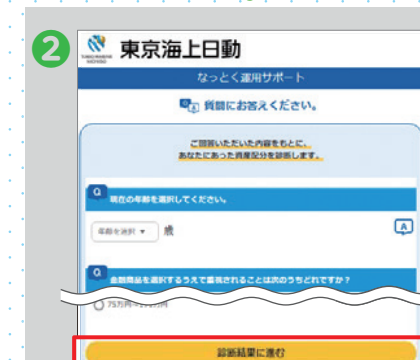 2
東京海上日動
なっとく運用サポート
Q A 質問にお答えください。
ご回答いただいた内容をもとに、
あなたにあった資産配分を診断します。
Q 現在の年齢を選択してください。
年齢を選択 ▼ 歳
A
Q 金融商品を選択するうえで重視されることは次のうちどれですか？
診断結果に進む